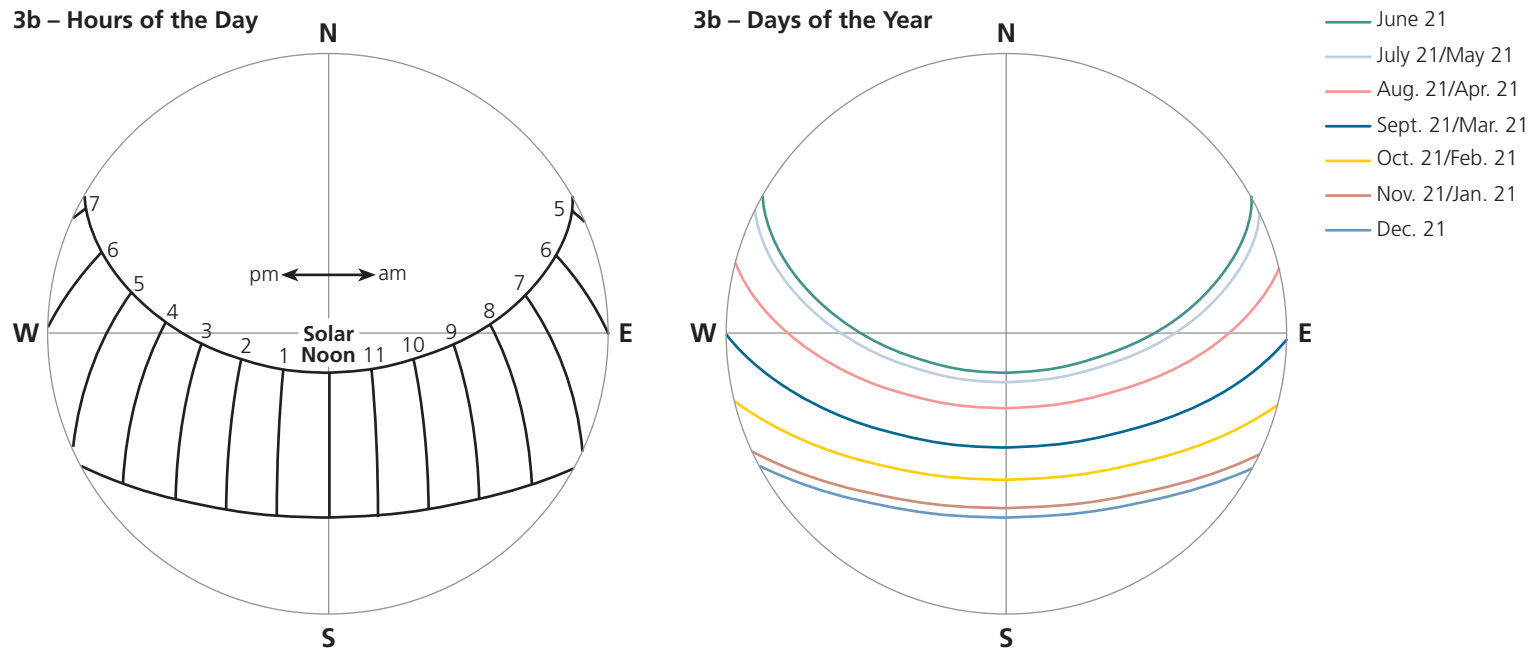 3b – Hours of the Day
N
7
5
6
6
5
7
4
8
3
9
2
10
1
11
pm
am
Solar
Noon
W
E
S
3b – Days of the Year
N
W
E
S
June 21
July 21/May 21
Aug. 21/Apr. 21
Sept. 21/Mar. 21
Oct. 21/Feb. 21
Nov. 21/Jan. 21
Dec. 21